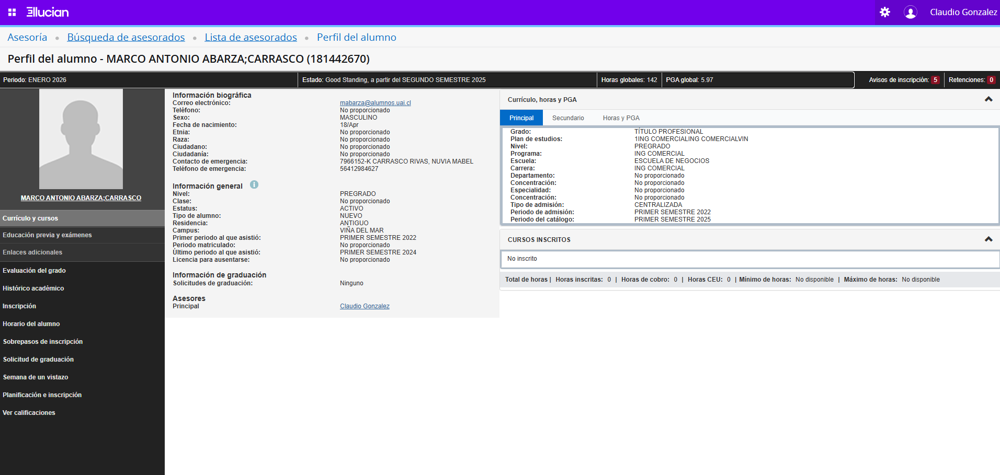 Ellucian
Claudio Gonzalez
Asesoría • Búsqueda de asesorados • Lista de asesorados • Perfil del alumno
Perfil del alumno - MARCO ANTONIO ABARZA;CARRASCO (181442670)
Periodo: ENERO 2026
Estado: Good Standing, a partir del SEGUNDO SEMESTRE 2025
Horas globales: 142
PGA global: 5.97
Avisos de inscripción: 5
Retenciones: 0
MARCO ANTONIO ABARZA;CARRASCO
Currículo y cursos
Educación previa y exámenes
Enlaces adicionales
Evaluación del grado
Histórico académico
Inscripción
Horario del alumno
Sobrepasos de inscripción
Solicitud de graduación
Semana de un vistazo
Planificación e inscripción
Ver calificaciones
Información biográfica
Correo electrónico: mabarza@alumnos.uai.cl
Teléfono: No proporcionado
Sexo: MASCULINO
Fecha de nacimiento: 18/Apr
Etnia: No proporcionado
Raza: No proporcionado
Ciudadano: No proporcionado
Ciudadanía: No proporcionado
Contacto de emergencia: 7966152-K CARRASCO RIVAS, NUVIA MABEL
Teléfono de emergencia: 56412984627
Información general
Nivel: PREGRADO
Clase: No proporcionado
Estatus: ACTIVO
Tipo de alumno: NUEVO
Residencia: ANTIGUO
Campus: VIÑA DEL MAR
Primer periodo al que asistió: PRIMER SEMESTRE 2022
Periodo matriculado: No proporcionado
Último periodo al que asistió: PRIMER SEMESTRE 2024
Licencia para ausentarse: No proporcionado
Información de graduación
Solicitudes de graduación: Ninguno
Asesores
Principal Claudio Gonzalez
Currículo, horas y PGA
Principal Secundario Horas y PGA
Grado: TÍTULO PROFESIONAL
Plan de estudios: 1ING COMERCIALING COMERCIALVIN
Nivel: PREGRADO
Programa: ING COMERCIAL
Escuela: ESCUELA DE NEGOCIOS
Carrera: ING COMERCIAL
Departamento: No proporcionado
Concentración: No proporcionado
Especialidad: No proporcionado
Concentración: No proporcionado
Tipo de admisión: CENTRALIZADA
Periodo de admisión: PRIMER SEMESTRE 2022
Periodo del catálogo: PRIMER SEMESTRE 2025
CURSOS INSCRITOS
No inscrito
Total de horas | Horas inscritas: 0 | Horas de cobro: 0 | Horas CEU: 0 | Mínimo de horas: No disponible | Máximo de horas: No disponible